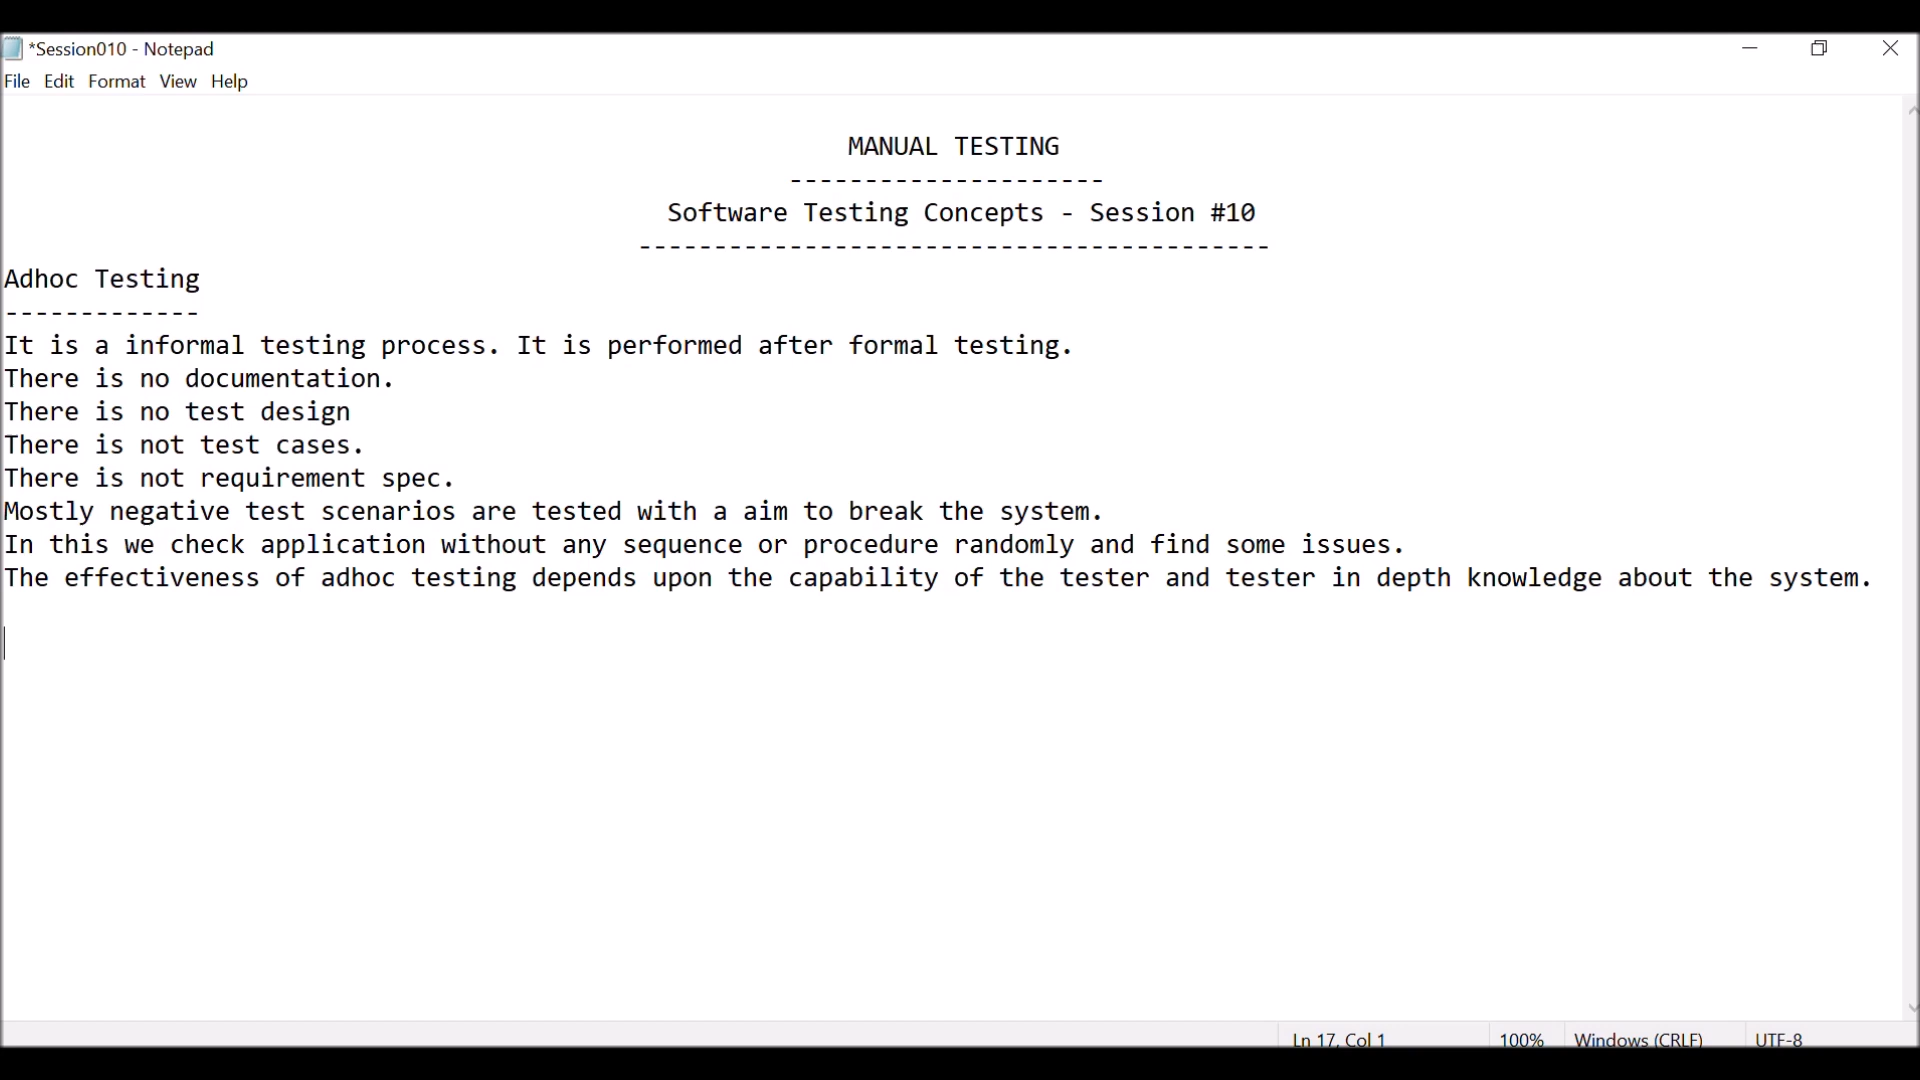 *Session010 - Notepad
File Edit Format View Help
MANUAL TESTING
---------------------
Software Testing Concepts - Session #10
------------------------------------------
Adhoc Testing
-------------
It is a informal testing process. It is performed after formal testing.
There is no documentation.
There is no test design
There is not test cases.
There is not requirement spec.
Mostly negative test scenarios are tested with a aim to break the system.
In this we check application without any sequence or procedure randomly and find some issues.
The effectiveness of adhoc testing depends upon the capability of the tester and tester in depth knowledge about the system.
Ln 17, Col 1 100% Windows (CRLF) UTF-8